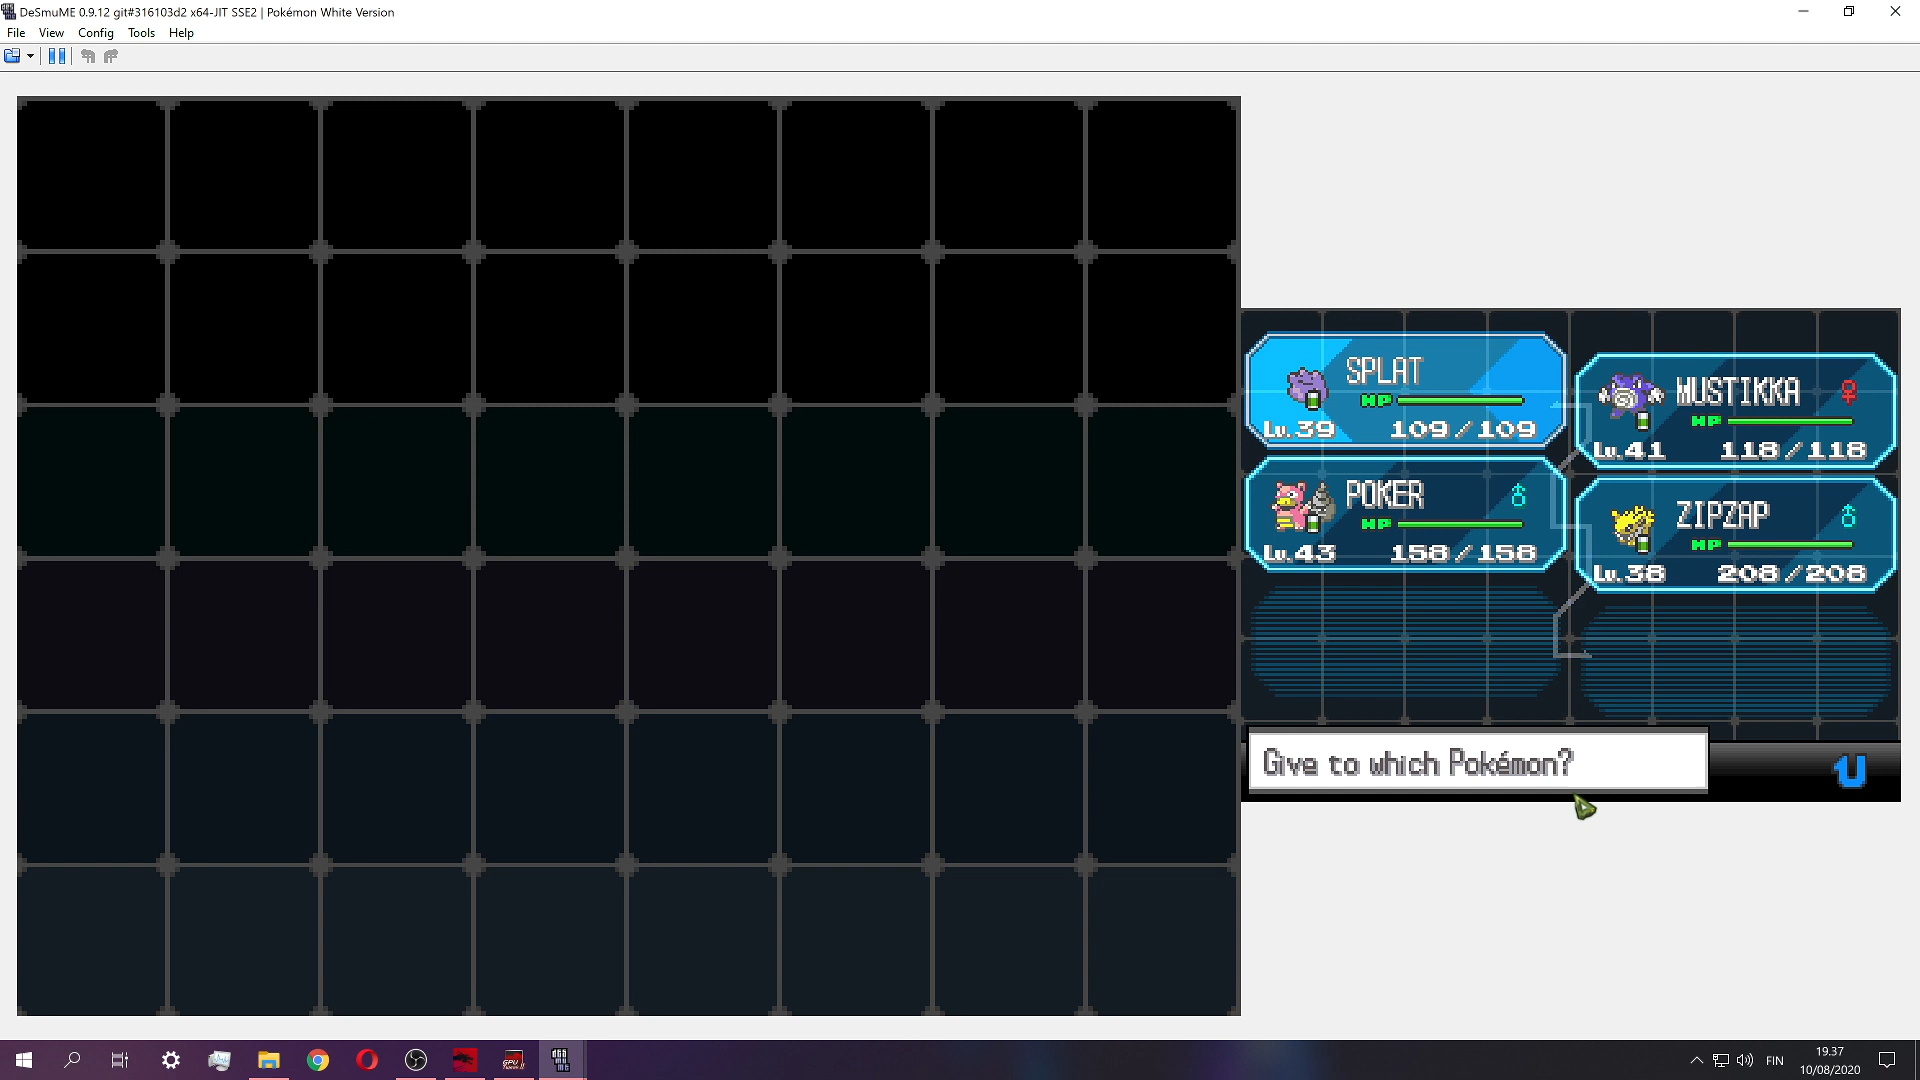 DeSmuME 0.9.12 git#316103d2 x64-JIT SSE2 | Pokémon White Version
File View Config Tools Help
SPLAT
HP
Lv.39 109/109
MUSTIKKA ♀
HP
Lv.41 118/118
POKER ♂
HP
Lv.43 158/158
ZIPZAP ♂
HP
Lv.38 208/208
Give to which Pokémon?
GPU
FIN
19.37
10/08/2020